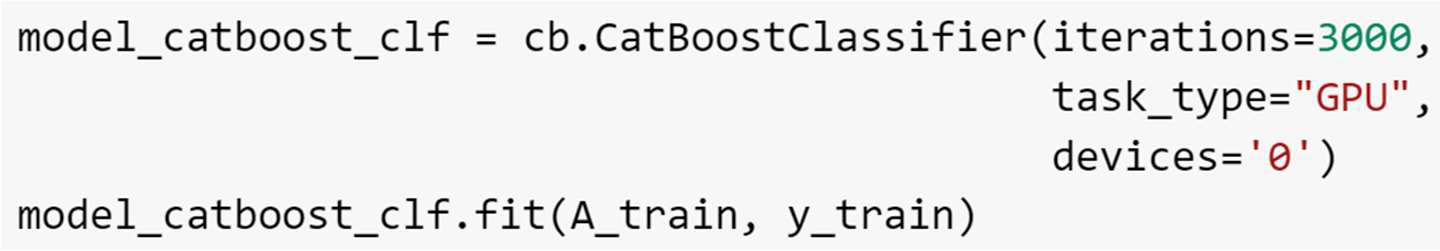 model_catboost_clf = cb.CatBoostClassifier(iterations=3000,
task_type="GPU",
devices='0')
model_catboost_clf.fit(A_train, y_train)